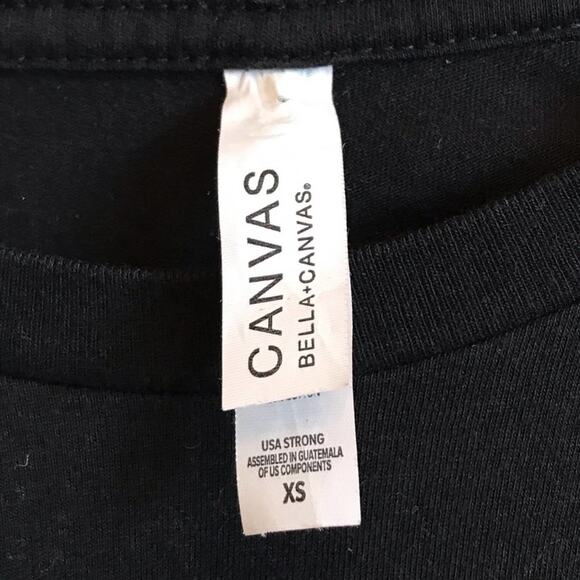 CANVAS
BELLA+CANVAS®
USA STRONG
ASSEMBLED IN GUATEMALA
OF US COMPONENTS
XS